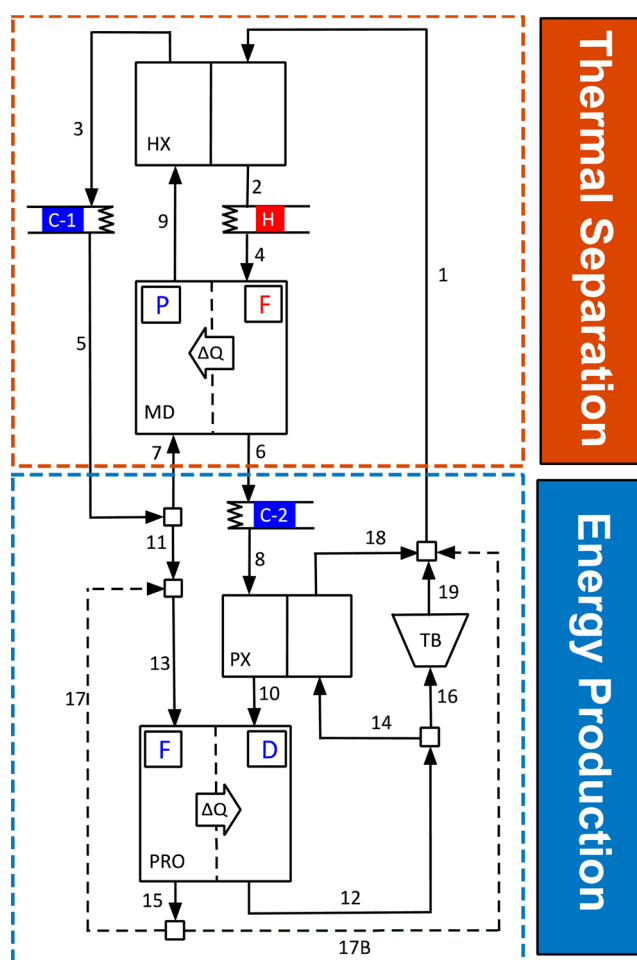 3
HX
1
2
C-1
9
H
4
5
P
F
ΔQ
MD
7
6
C-2
11
8
18
19
TB
PX
13
10
14
16
17
F
D
ΔQ
PRO
15
12
17B
Thermal Separation
Energy Production